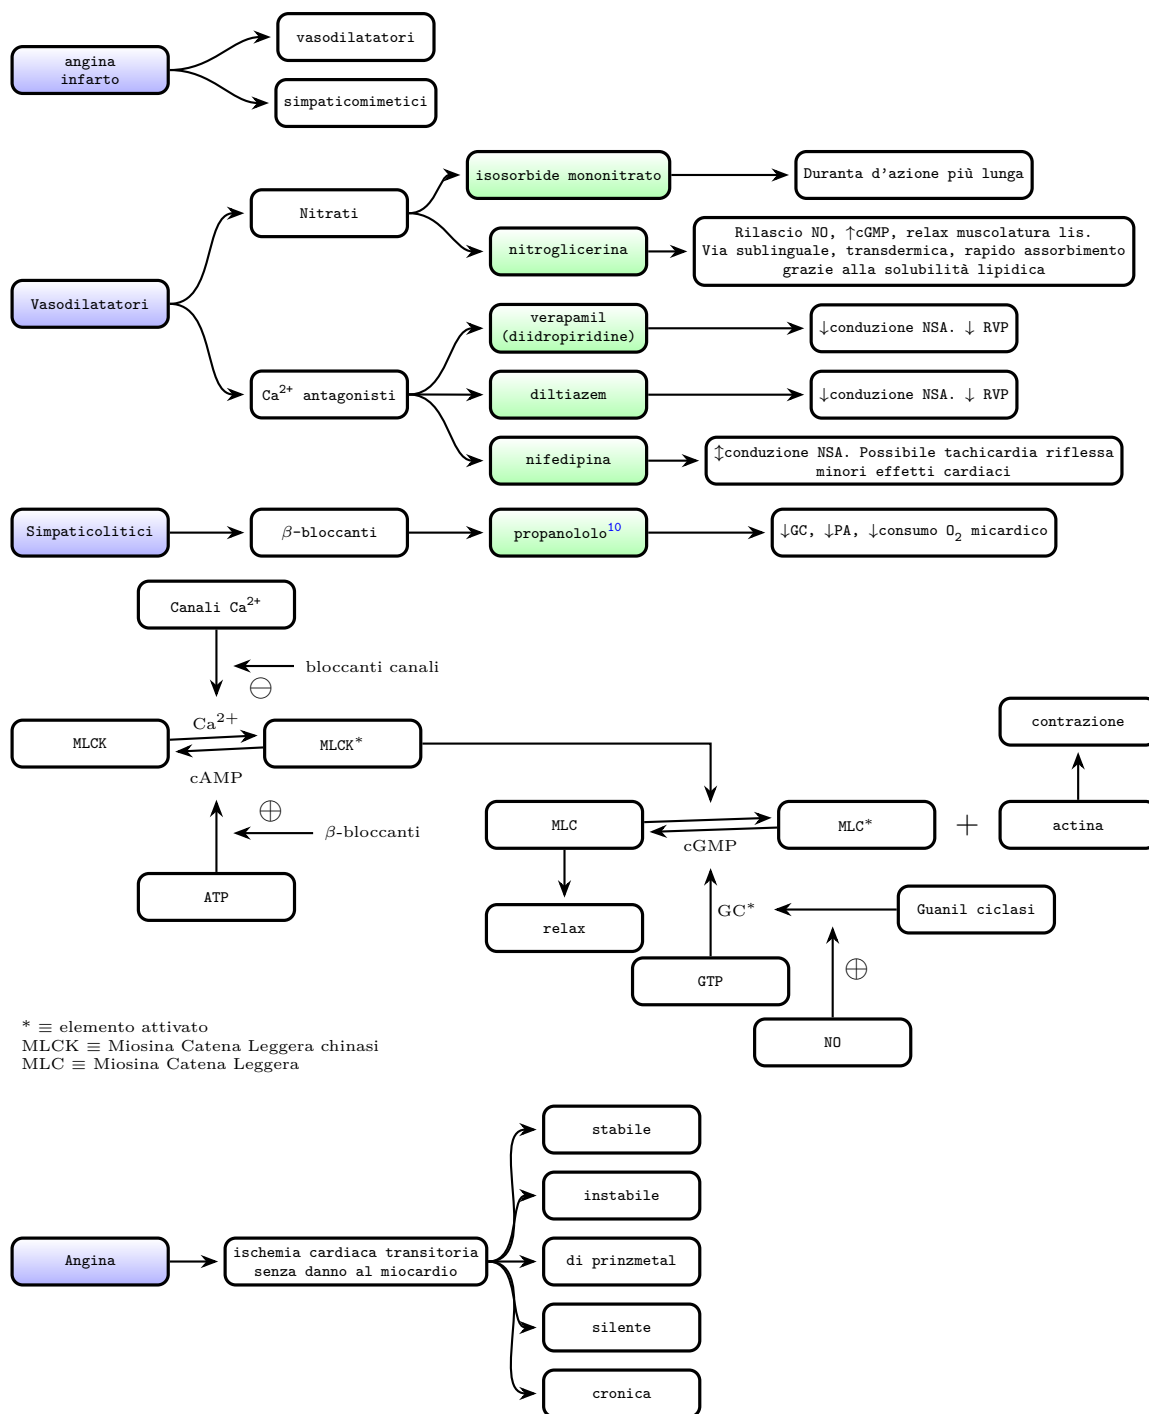 angina
infarto
vasodilatatori
simpaticomimetici
Vasodilatatori
Nitrati
isosorbide mononitrato
Duranta d'azione più lunga
nitroglicerina
Rilascio NO, ↑cGMP, relax muscolatura lis.
Via sublinguale, transdermica, rapido assorbimento
grazie alla solubilità lipidica
Ca²⁺ antagonisti
verapamil
(diidropiridine)
↓conduzione NSA. ↓ RVP
diltiazem
↓conduzione NSA. ↓ RVP
nifedipina
↕conduzione NSA. Possibile tachicardia riflessa
minori effetti cardiaci
Simpaticolitici
β-bloccanti
propanololo¹⁰
↓GC, ↓PA, ↓consumo O₂ micardico
Canali Ca²⁺
bloccanti canali
⊖
MLCK
Ca²⁺
MLCK*
cAMP
⊕
β-bloccanti
ATP
contrazione
MLC
cGMP
MLC*
+
actina
relax
GC*
Guanil ciclasi
GTP
⊕
NO
* ≡ elemento attivato
MLCK ≡ Miosina Catena Leggera chinasi
MLC ≡ Miosina Catena Leggera
Angina
ischemia cardiaca transitoria
senza danno al miocardio
stabile
instabile
di prinzmetal
silente
cronica